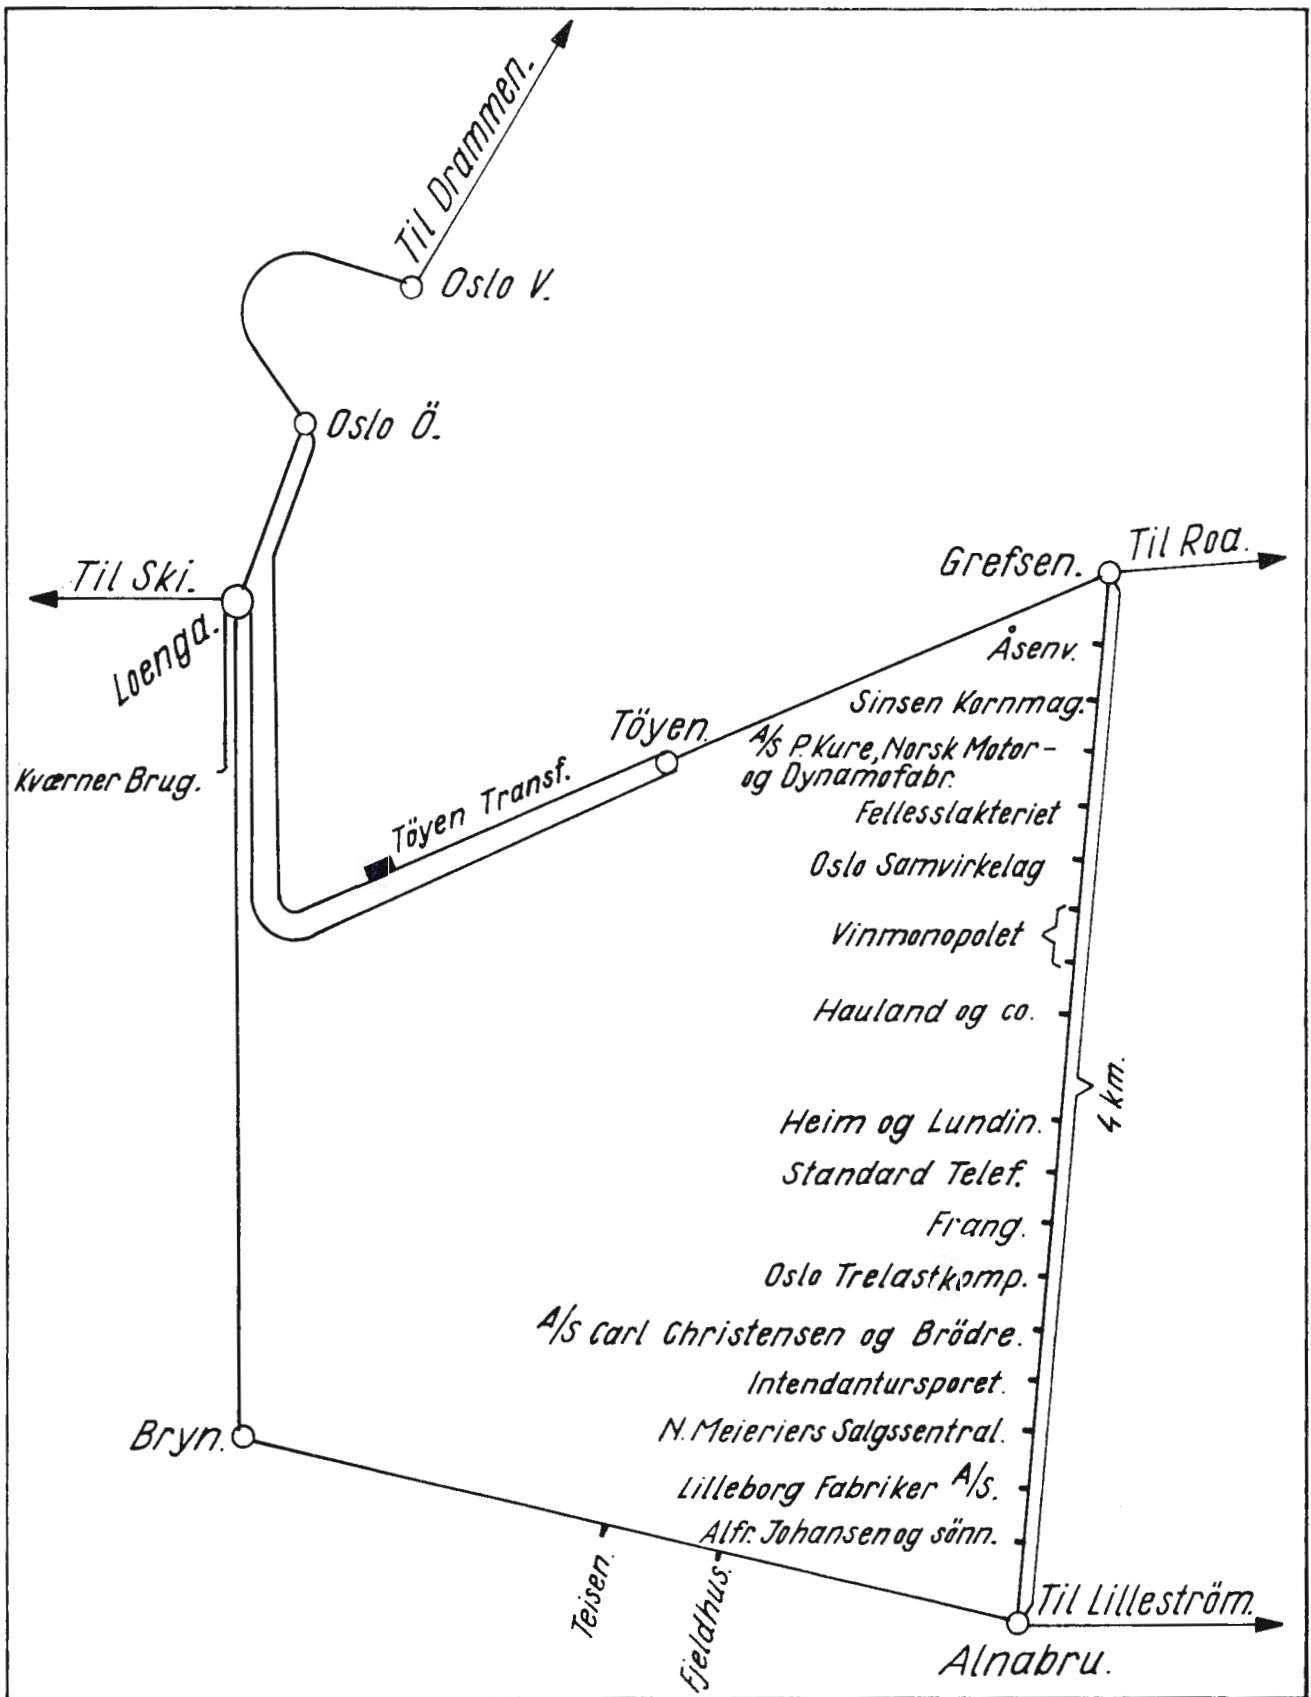 Til Drammen.
Oslo V.
Oslo Ö.
Til Ski.
Loenga.
Kværner Brug.
Töyen Transf.
Töyen.
Grefsen.
Til Roa.
Åsenv.
Sinsen Kornmag.
A/s P. Kure, Norsk Motor-
og Dynamofabr.
Fellesslakteriet
Oslo Samvirkelag
Vinmonopolet
Hauland og co.
4 km.
Heim og Lundin.
Standard Telef.
Frang.
Oslo Trelastkomp.
A/s Carl Christensen og Brödre.
Intendantursporet.
N. Meieriers Salgssentral.
Lilleborg Fabriker A/s.
Alfr. Johansen og sönn.
Bryn.
Teisen.
Fjeldhus.
Til Lilleström.
Alnabru.